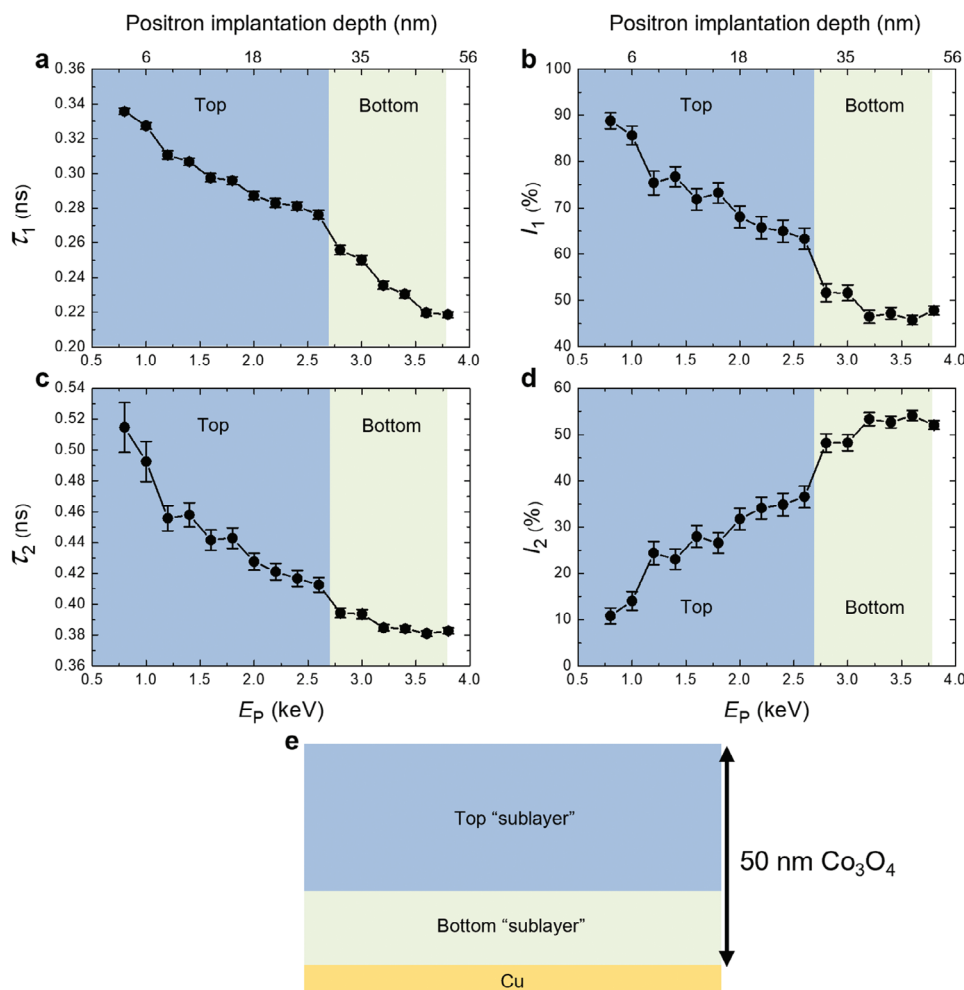 Positron implantation depth (nm)
6 18 35 56
a
0.36
0.34
0.32
0.30
0.28
0.26
0.24
0.22
0.20
τ1 (ns)
Top
Bottom
0.5 1.0 1.5 2.0 2.5 3.0 3.5 4.0
Positron implantation depth (nm)
6 18 35 56
b
100
90
80
70
60
50
40
I1 (%)
Top
Bottom
0.5 1.0 1.5 2.0 2.5 3.0 3.5 4.0
c
0.54
0.52
0.50
0.48
0.46
0.44
0.42
0.40
0.38
0.36
τ2 (ns)
Top
Bottom
0.5 1.0 1.5 2.0 2.5 3.0 3.5 4.0
EP (keV)
d
60
50
40
30
20
10
0
I2 (%)
Top
Bottom
0.5 1.0 1.5 2.0 2.5 3.0 3.5 4.0
EP (keV)
e
Top “sublayer”
Bottom “sublayer”
Cu
50 nm Co3O4